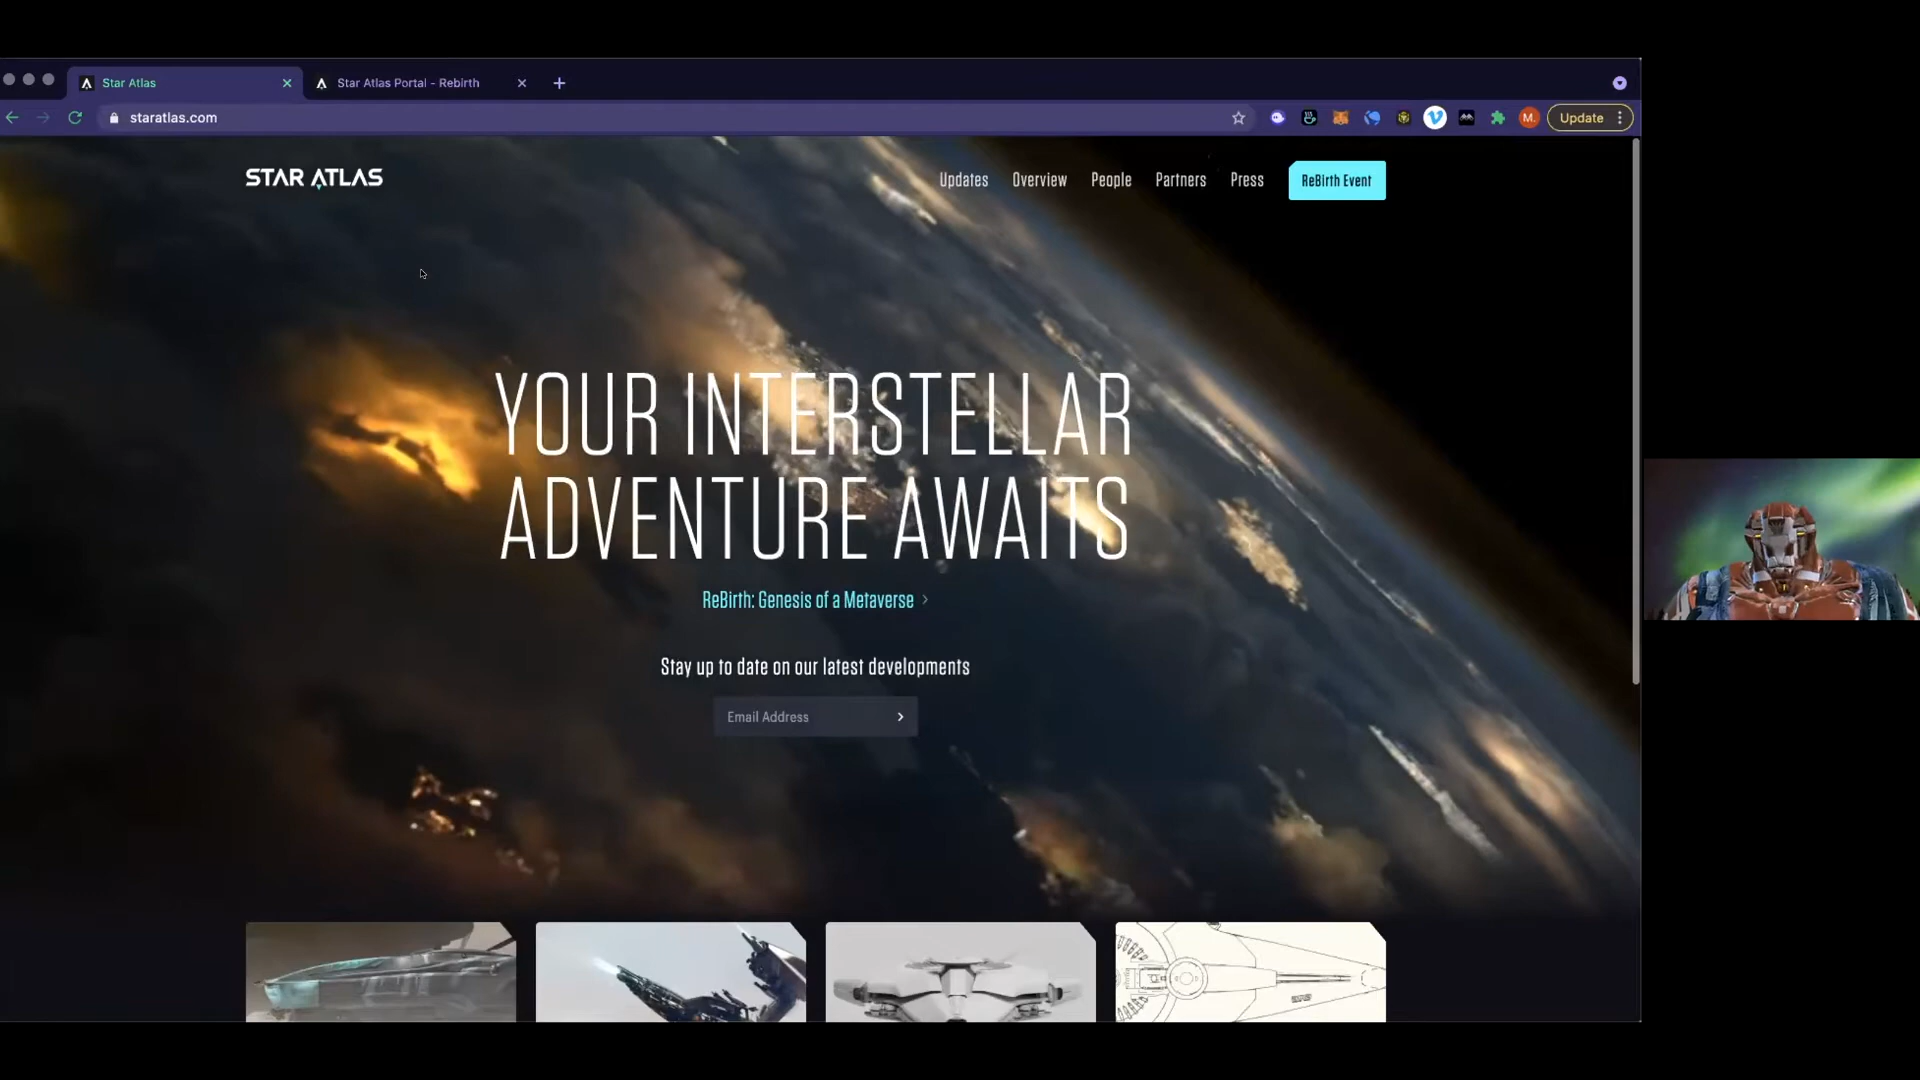 Star Atlas
Star Atlas Portal - Rebirth
staratlas.com
M.
Update
STAR ATLAS
Updates
Overview
People
Partners
Press
ReBirth Event
YOUR INTERSTELLAR
ADVENTURE AWAITS
ReBirth: Genesis of a Metaverse
Stay up to date on our latest developments
Email Address